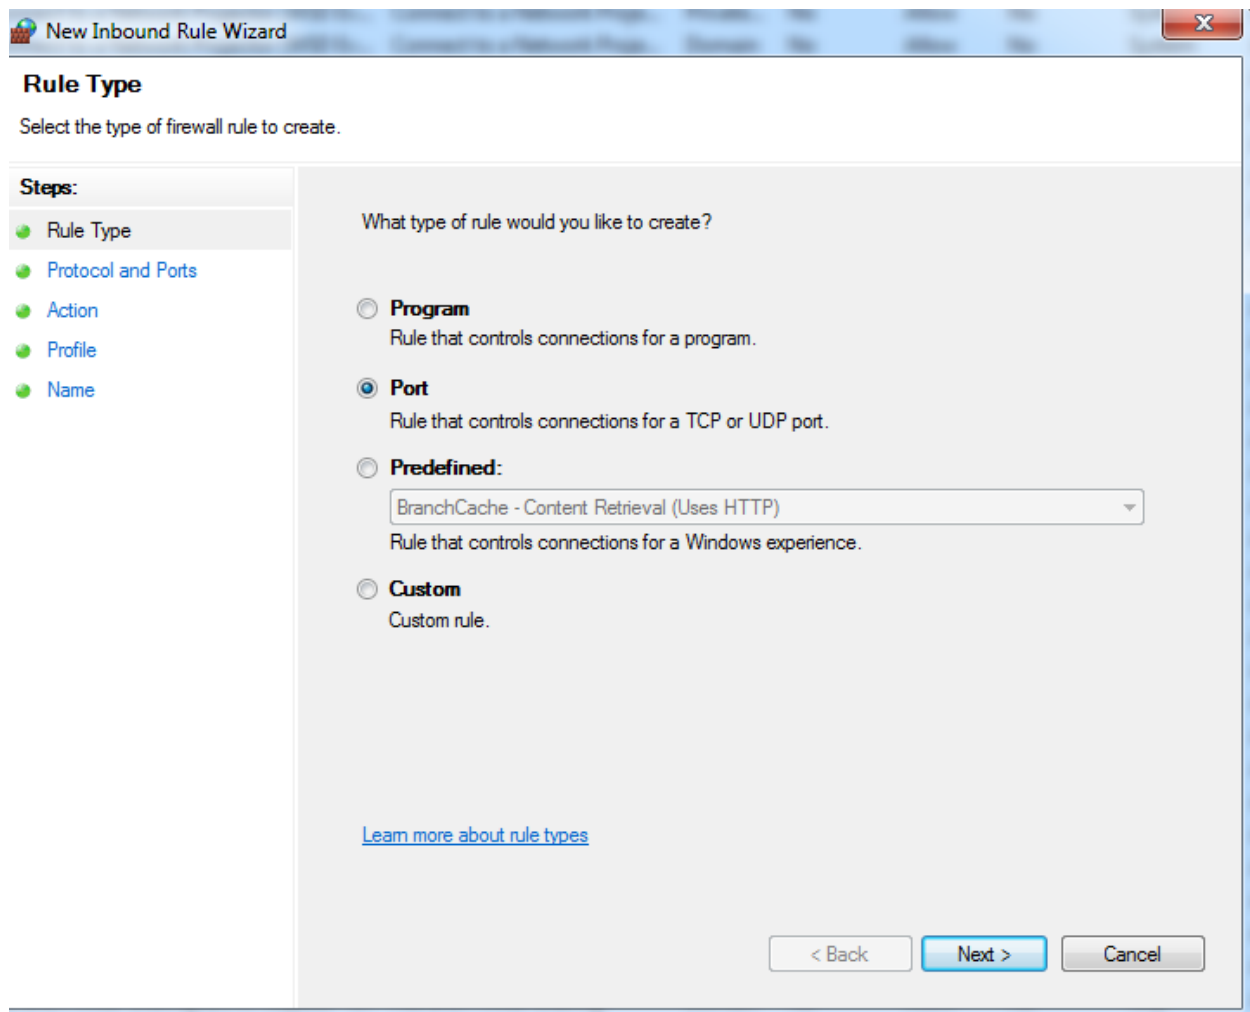 New Inbound Rule Wizard
X
Rule Type
Select the type of firewall rule to create.
Steps:
Rule Type
Protocol and Ports
Action
Profile
Name
What type of rule would you like to create?
Program
Rule that controls connections for a program.
Port
Rule that controls connections for a TCP or UDP port.
Predefined:
BranchCache - Content Retrieval (Uses HTTP)
Rule that controls connections for a Windows experience.
Custom
Custom rule.
Learn more about rule types
< Back
Next >
Cancel